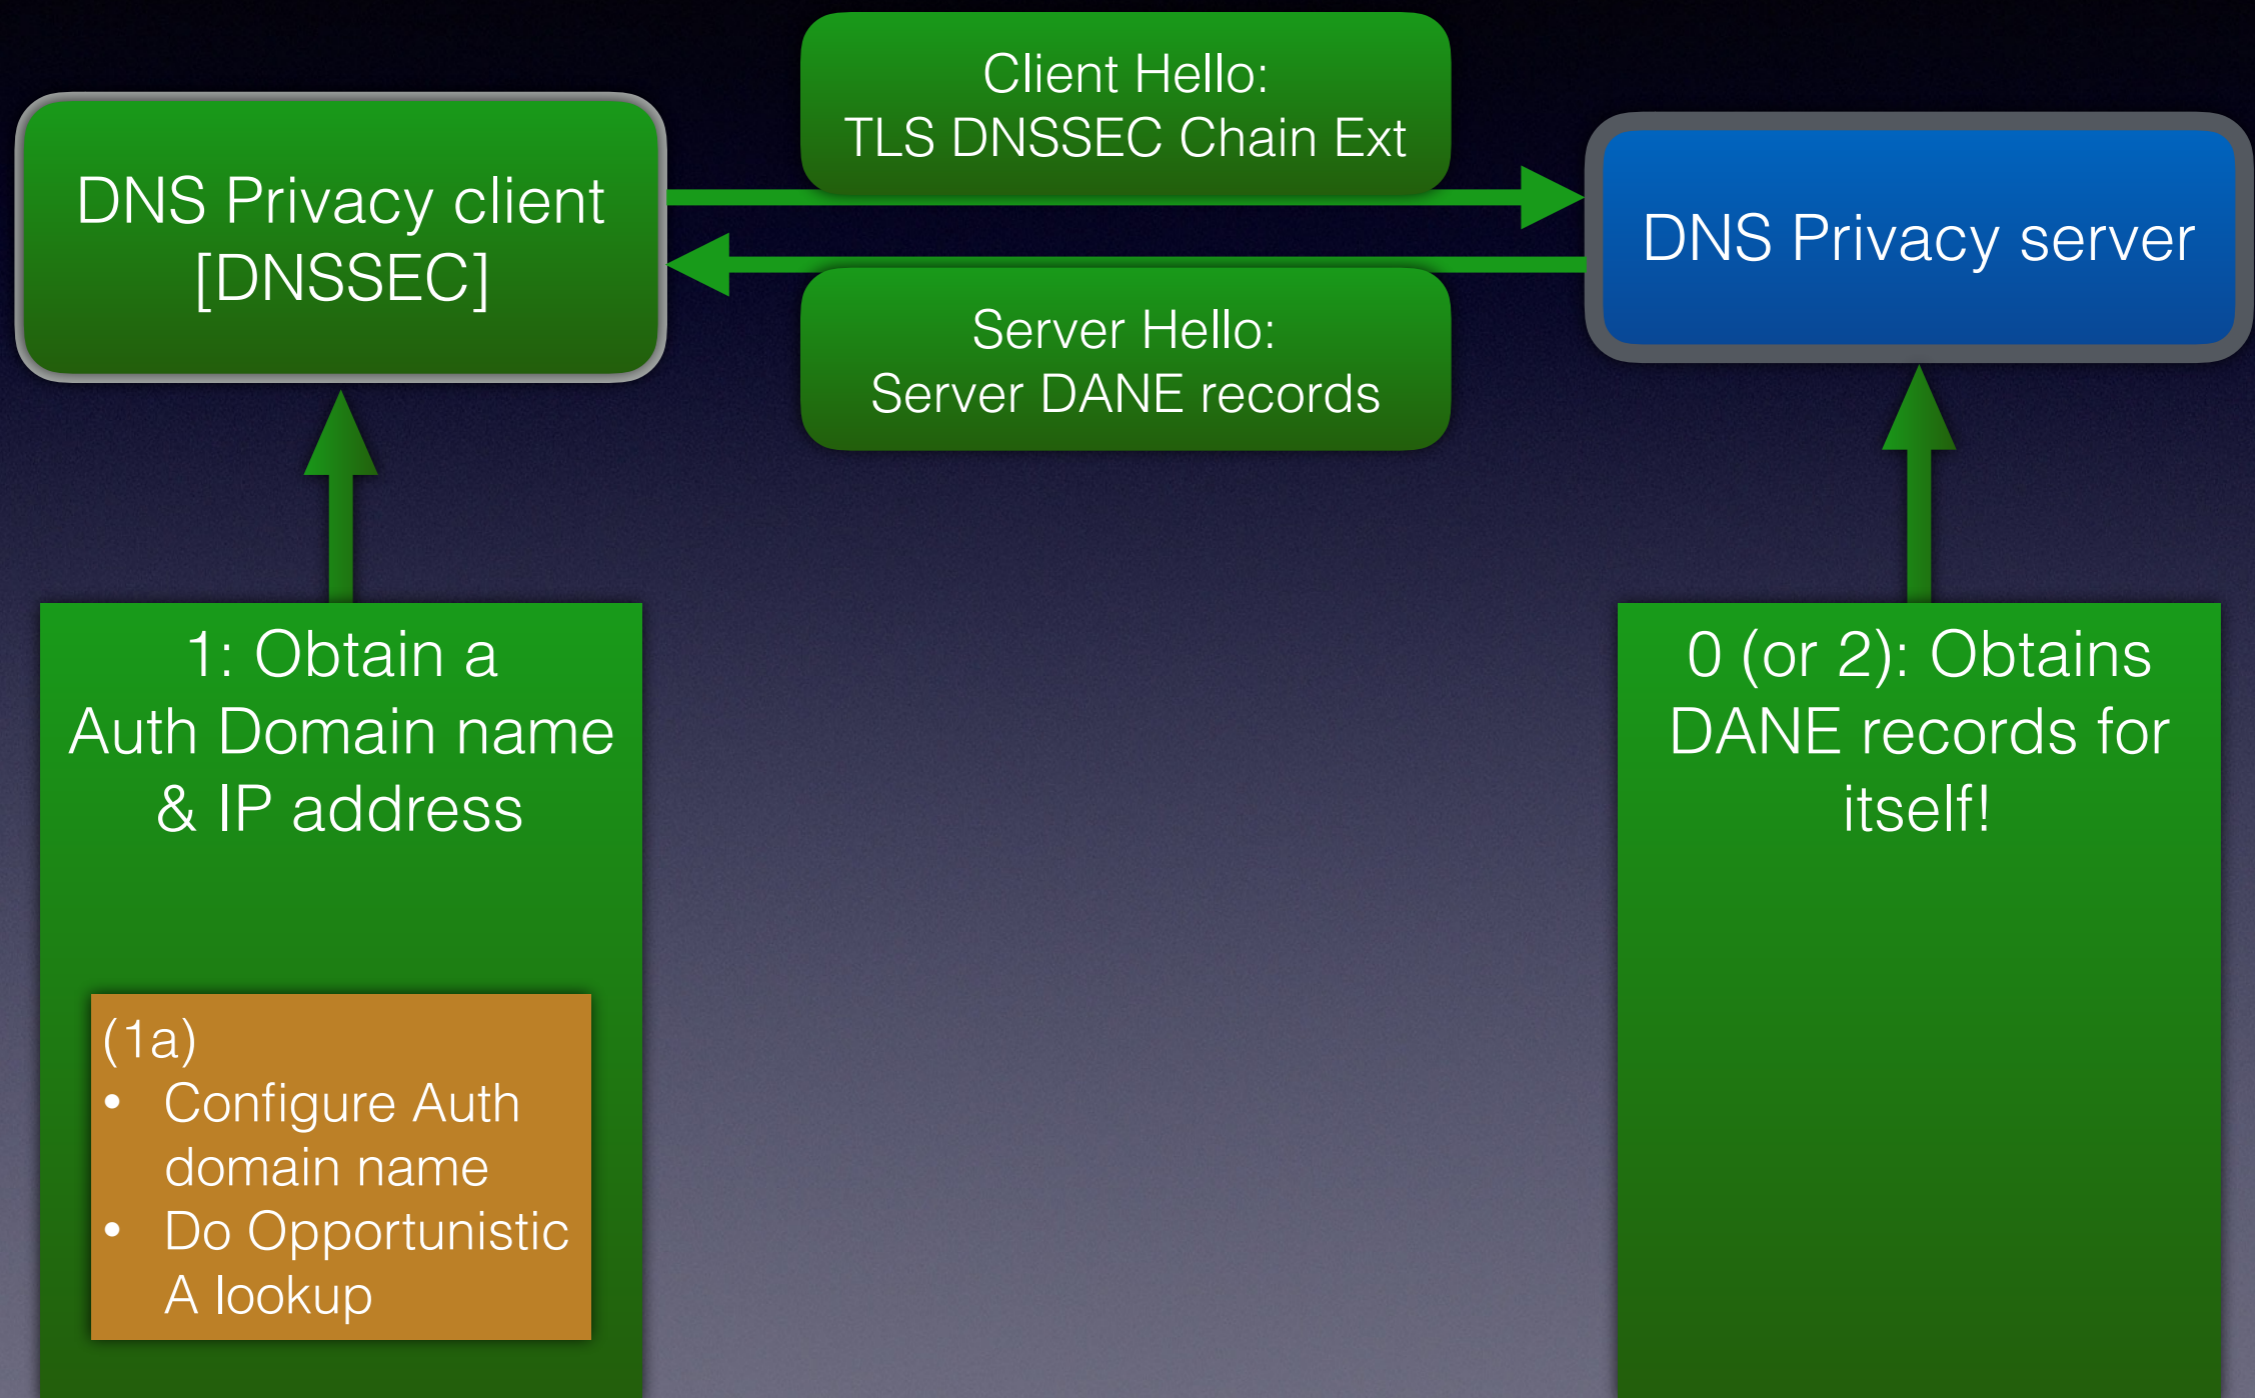 Client Hello:
TLS DNSSEC Chain Ext
DNS Privacy client
[DNSSEC]
DNS Privacy server
Server Hello:
Server DANE records
1: Obtain a
Auth Domain name
& IP address
(1a)
• Configure Auth
domain name
• Do Opportunistic
A lookup
0 (or 2): Obtains
DANE records for
itself!